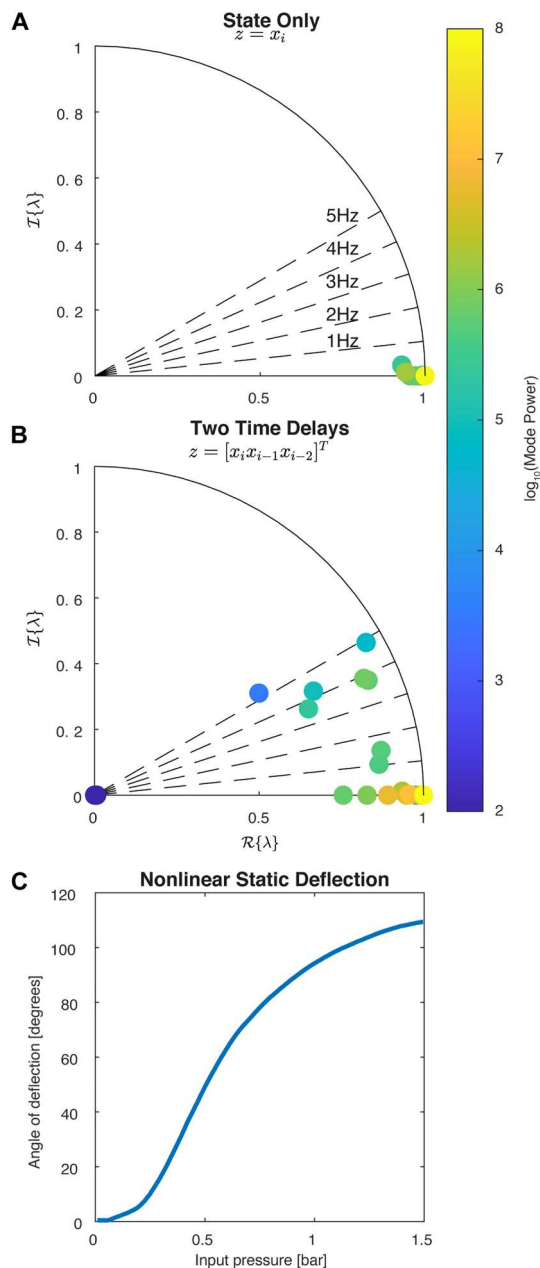 A
State Only
z = x_i
1
0. 8
0. 6
0. 4
0. 2
0
I{λ}
5Hz
4Hz
3Hz
2Hz
1Hz
0.5
1
8
7
6
5
4
3
2
log₁₀(Mode Power)
B
Two Time Delays
z = [x_i x_{i−1} x_{i−2}]^T
1
0. 8
0. 6
0. 4
0. 2
0
I{λ}
0
0.5
1
R{λ}
C
Nonlinear Static Deflection
120
100
80
60
40
20
0
Angle of deflection [degrees]
0
0.5
1
1.5
Input pressure [bar]